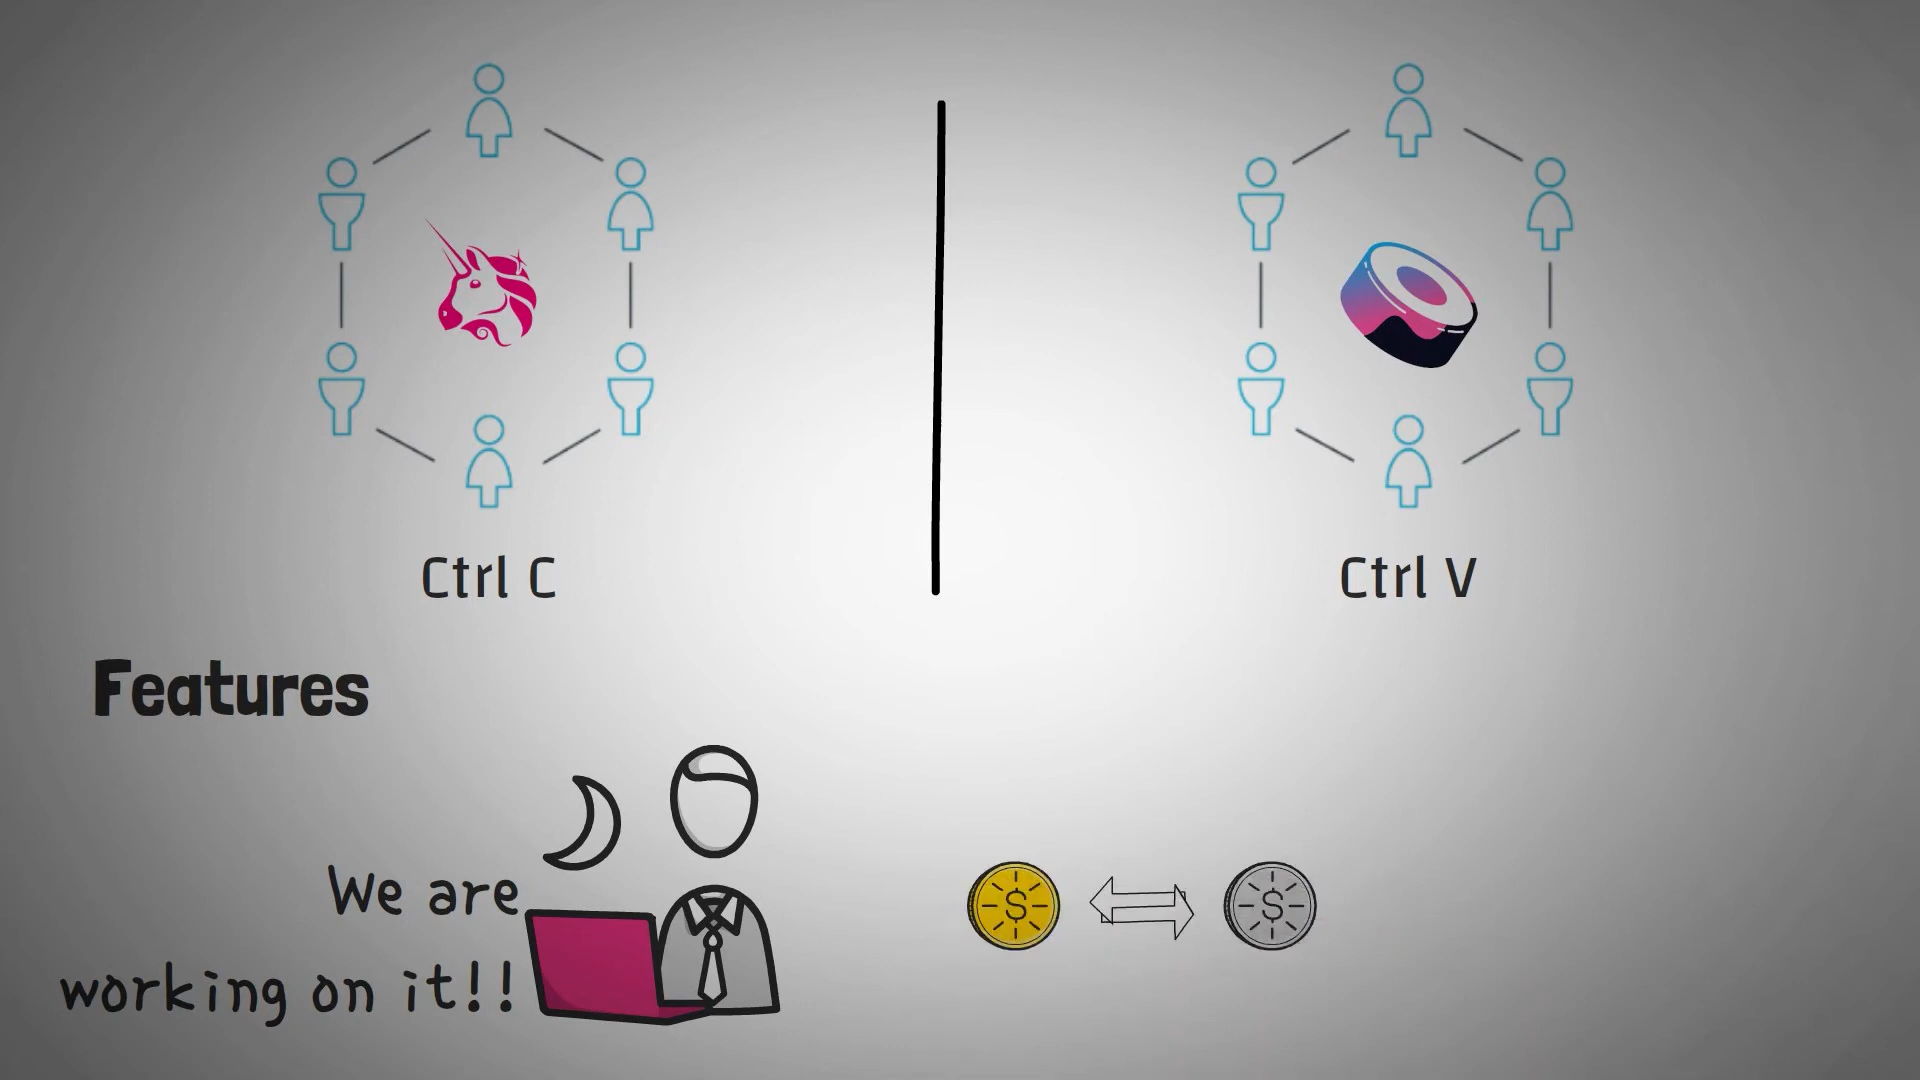 Ctrl C
Ctrl V
Features
We are
working on it!!
$
$